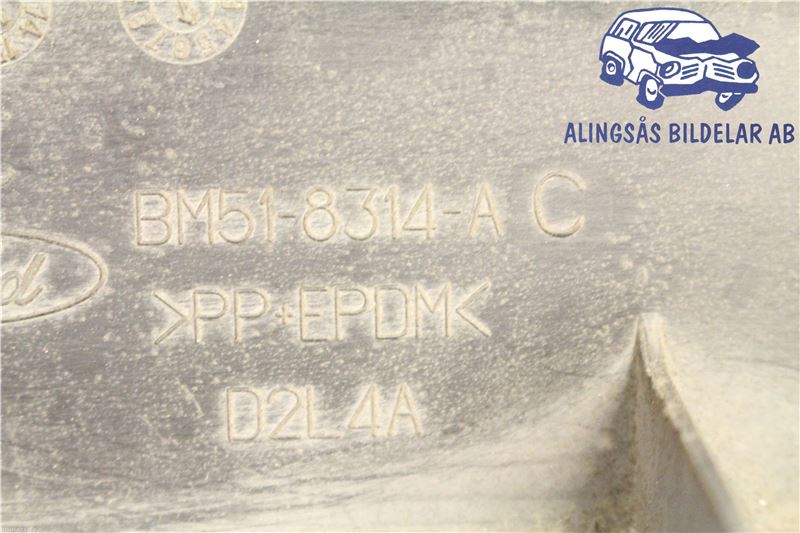 ALINGSÅS BILDELAR AB
BM51-8314-A C
>PP+EPDM<
D2L4A